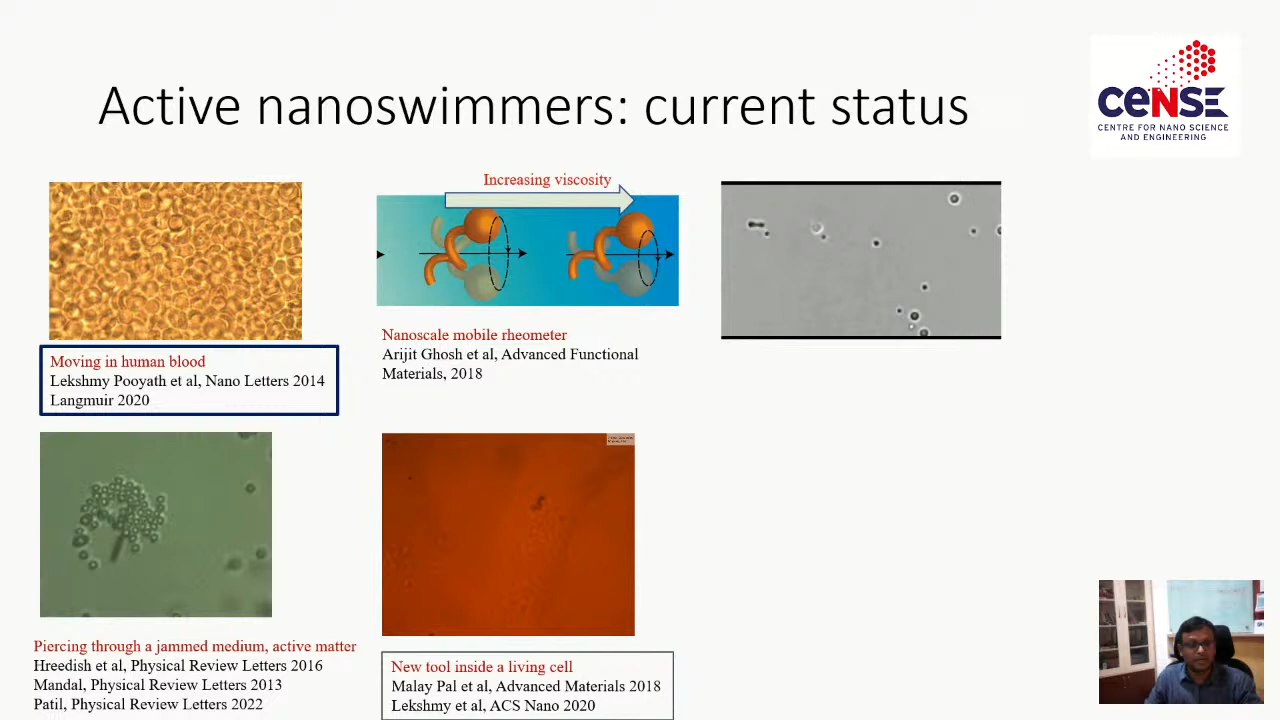 Active nanoswimmers: current status
CeNSE
CENTRE FOR NANO SCIENCE
AND ENGINEERING
Increasing viscosity
Moving in human blood
Lekshmy Pooyath et al, Nano Letters 2014
Langmuir 2020
Nanoscale mobile rheometer
Arijit Ghosh et al, Advanced Functional
Materials, 2018
Piercing through a jammed medium, active matter
Hreedish et al, Physical Review Letters 2016
Mandal, Physical Review Letters 2013
Patil, Physical Review Letters 2022
New tool inside a living cell
Malay Pal et al, Advanced Materials 2018
Lekshmy et al, ACS Nano 2020